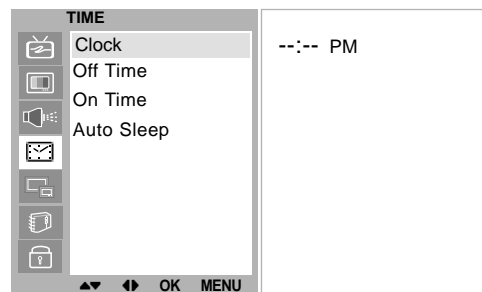 TIME
Clock
--:-- PM
Off Time
On Time
Auto Sleep
OK MENU